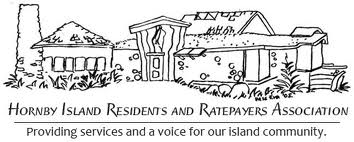 HORNBY ISLAND RESIDENTS AND RATEPAYERS ASSOCIATION
Providing services and a voice for our island community.